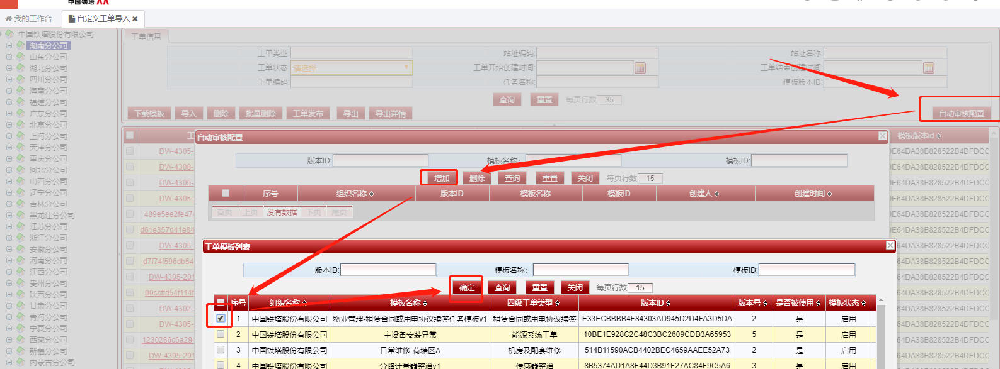 中国铁塔
我的工作台 自定义工单导入
中国铁塔股份有限公司
湖南分公司
山东分公司
湖北分公司
四川分公司
海南分公司
福建分公司
广东分公司
北京分公司
上海分公司
天津分公司
重庆分公司
河北分公司
山西分公司
辽宁分公司
吉林分公司
黑龙江分公司
江苏分公司
浙江分公司
安徽分公司
河南分公司
江西分公司
贵州分公司
陕西分公司
甘肃分公司
青海分公司
宁夏分公司
西藏分公司
新疆分公司
内蒙古分公司
工单信息
工单类型: 站址编码: 站址名称:
工单状态: 请选择 工单开始创建时间: 工单结束创建时间:
工单编码: 任务名称: 模板版本ID:
查询 重置 每页行数 35
下载模板 导入 删除 批量删除 工单发布 导出 导出详情 自动审核配置
工 模板版本id
DW-4305-
DW-4308-
DW-4305-
DW-4305-
489e5ee2fe47
d61e357d41e84
DW-4305-
d7f74f596db54
DW-4305-201
00ccffd54f114f
DW-4302-
DW-4305-
1230286c6a294
DW-4305-201
自动审核配置
版本ID: 模板名称: 模板ID:
增加 删除 查询 重置 关闭 每页行数 15
序号 组织名称 版本ID 模板名称 模板ID 创建人 创建时间
首页 上页 没有数据 下页 尾页
工单模板列表
版本ID: 模板名称: 模板ID:
确定 查询 重置 关闭 每页行数 15
序号 组织名称 模板名称 四级工单类型 版本ID 版本号 是否被使用 模板状态
1 中国铁塔股份有限公司 物业管理-租赁合同或用电协议续签任务模板v1 租赁合同或用电协议续签 E33ECBBBB4F84303AD945D2D4FA3D5DA 2 是 启用
2 中国铁塔股份有限公司 主设备安装异常 能源系统工单 10BE1E928C2C48C3BC2609CDD3A65953 5 是 启用
3 中国铁塔股份有限公司 日常维修-荷塘区A 机房及配套维修 514B11590ACB4402BEC4659AAEE52A73 2 是 启用
4 中国铁塔股份有限公司 分路计量器整治v1 传感器整治 8B5374AD1A8F44D3B91F27AC84F9C5A6 3 是 启用